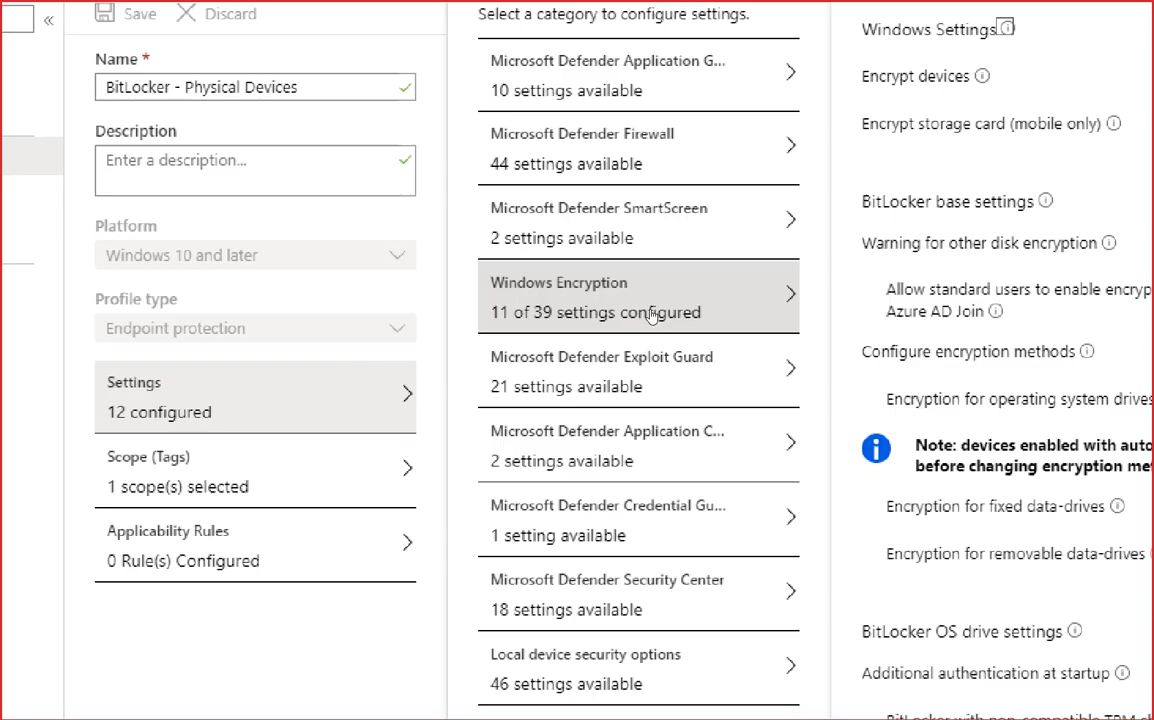 Save
Discard
Name *
BitLocker - Physical Devices
Description
Enter a description...
Platform
Windows 10 and later
Profile type
Endpoint protection
Settings
12 configured
Scope (Tags)
1 scope(s) selected
Applicability Rules
0 Rule(s) Configured
Select a category to configure settings.
Microsoft Defender Application G...
10 settings available
Microsoft Defender Firewall
44 settings available
Microsoft Defender SmartScreen
2 settings available
Windows Encryption
11 of 39 settings configured
Microsoft Defender Exploit Guard
21 settings available
Microsoft Defender Application C...
2 settings available
Microsoft Defender Credential Gu...
1 setting available
Microsoft Defender Security Center
18 settings available
Local device security options
46 settings available
Windows Settings
Encrypt devices
Encrypt storage card (mobile only)
BitLocker base settings
Warning for other disk encryption
Allow standard users to enable encryp
Azure AD Join
Configure encryption methods
Encryption for operating system drives
Note: devices enabled with auto
before changing encryption me
Encryption for fixed data-drives
Encryption for removable data-drives
BitLocker OS drive settings
Additional authentication at startup
BitLocker with non-compatible TPM